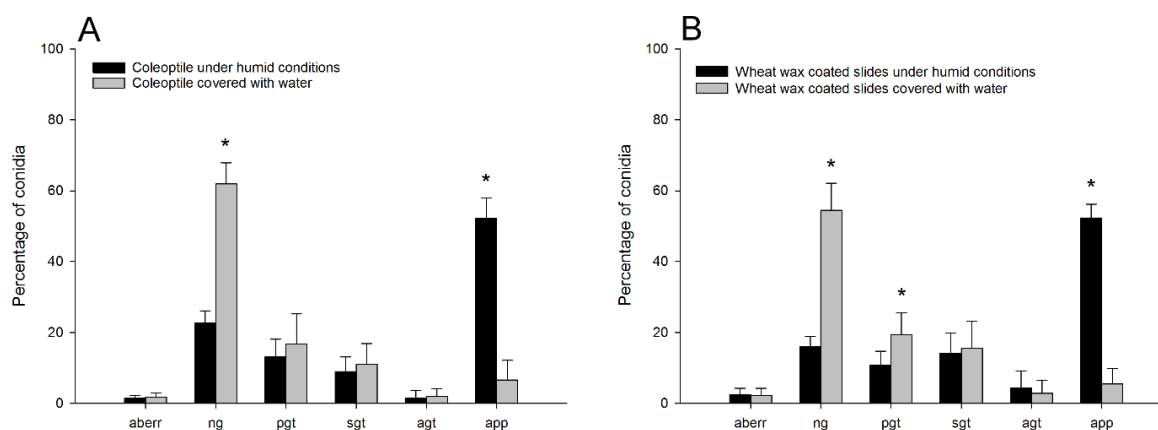 A
100
80
60
40
20
0
Percentage of conidia
Coleoptile under humid conditions
Coleoptile covered with water
*
*
aberr ng pgt sgt agt app
B
100
80
60
40
20
0
Percentage of conidia
Wheat wax coated slides under humid conditions
Wheat wax coated slides covered with water
*
*
*
aberr ng pgt sgt agt app